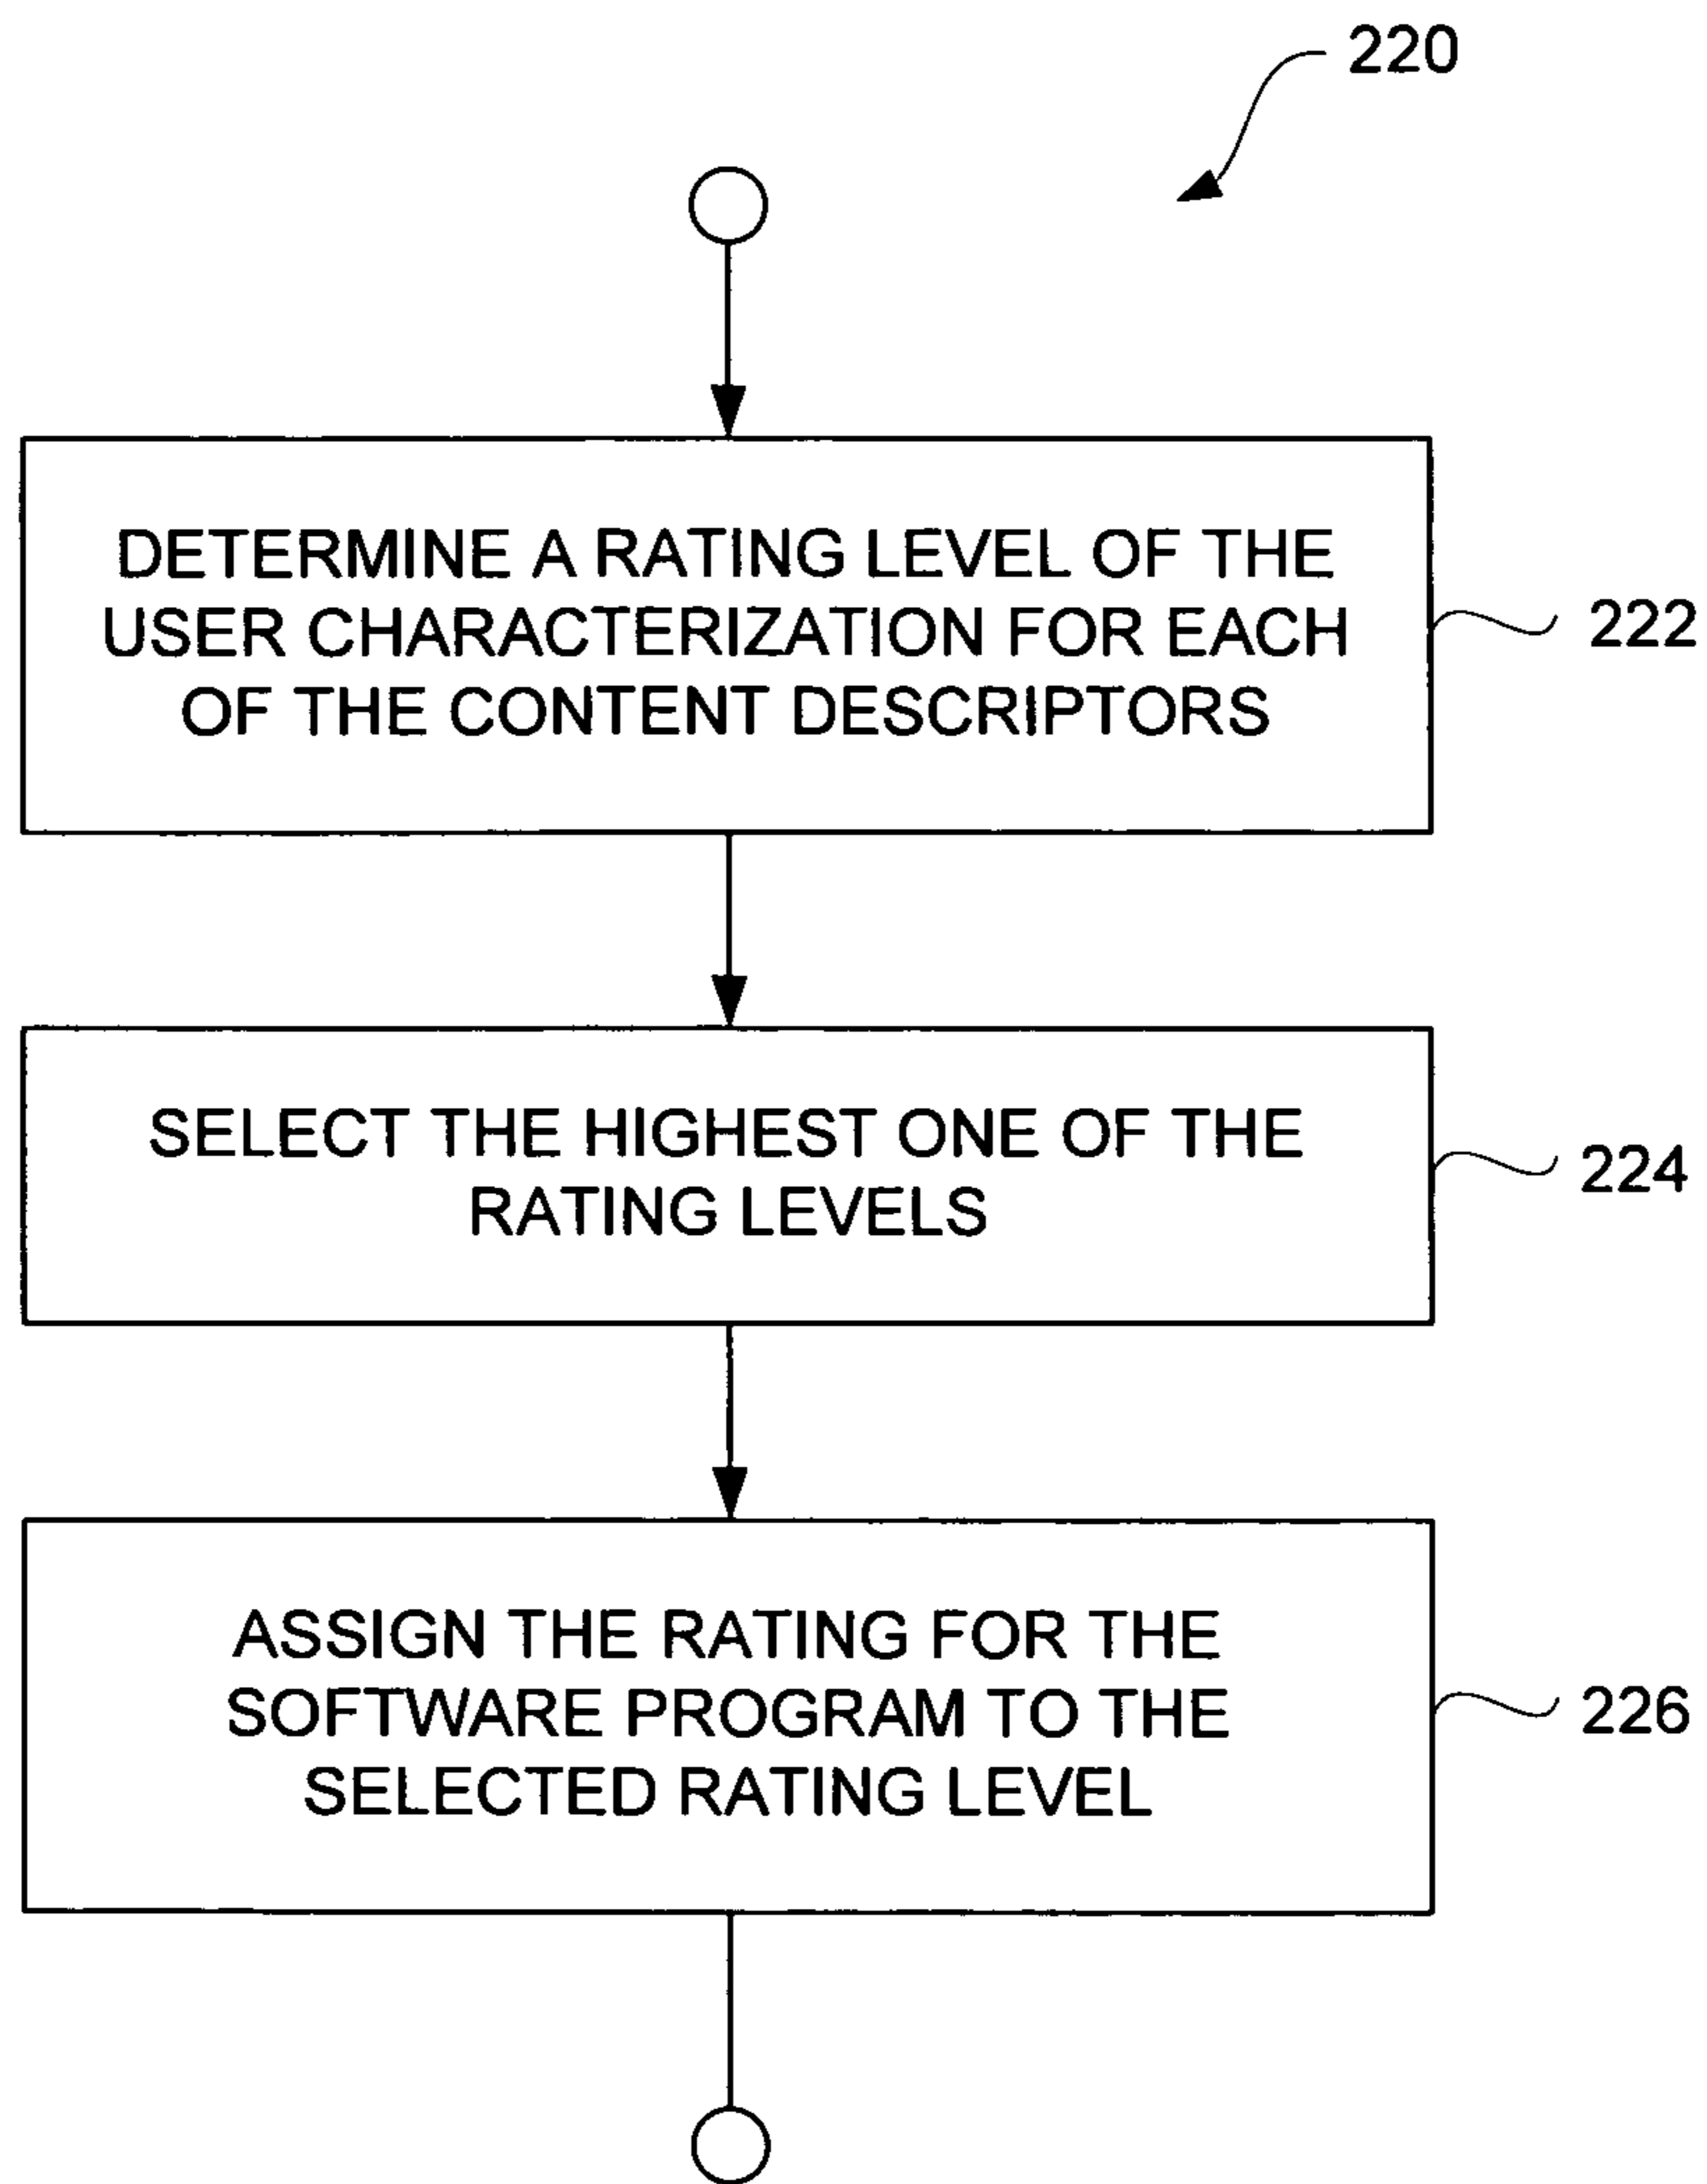 220
DETERMINE A RATING LEVEL OF THE
USER CHARACTERIZATION FOR EACH
OF THE CONTENT DESCRIPTORS
222
SELECT THE HIGHEST ONE OF THE
RATING LEVELS
224
ASSIGN THE RATING FOR THE
SOFTWARE PROGRAM TO THE
SELECTED RATING LEVEL
226